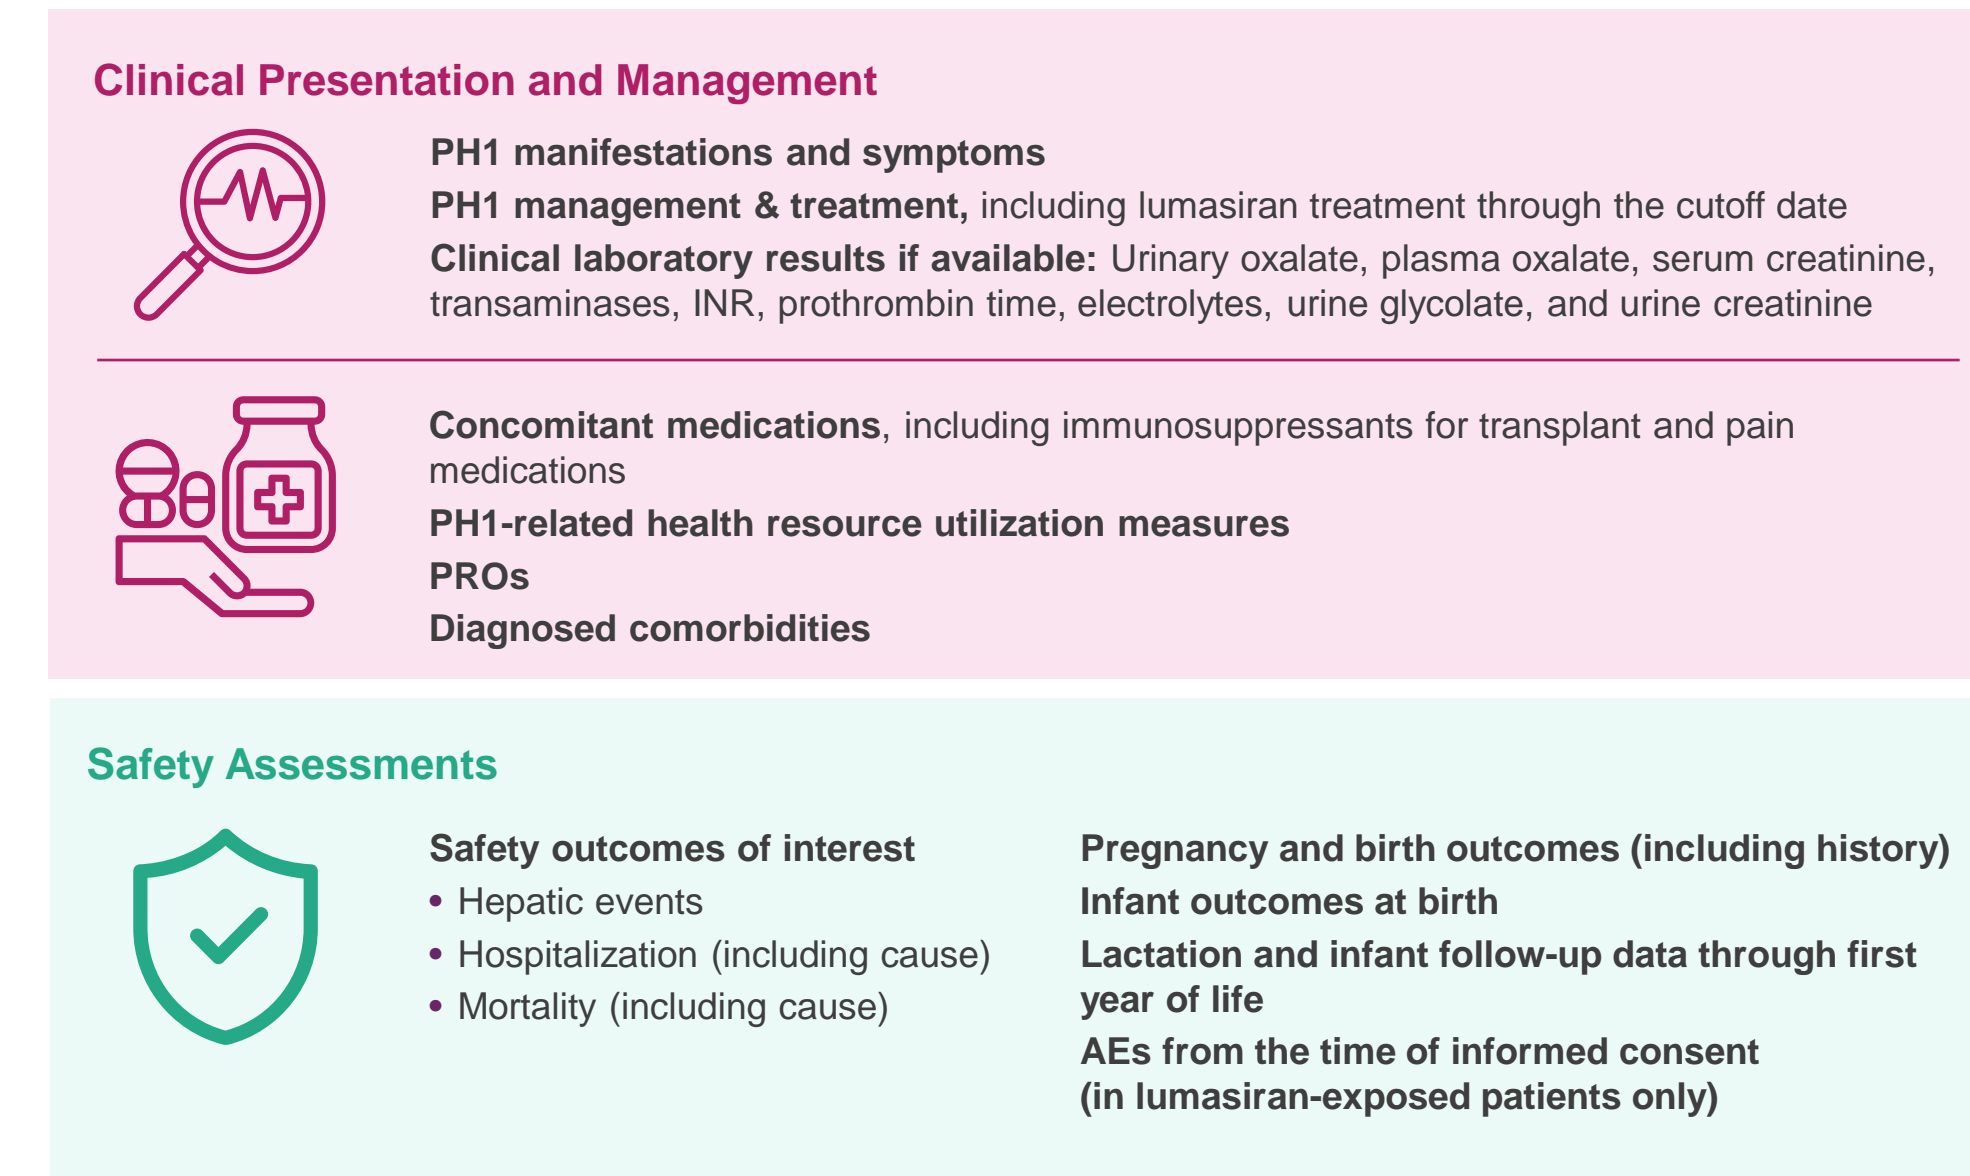 Clinical Presentation and Management
PH1 manifestations and symptoms
PH1 management & treatment, including lumasiran treatment through the cutoff date
Clinical laboratory results if available: Urinary oxalate, plasma oxalate, serum creatinine,
transaminases, INR, prothrombin time, electrolytes, urine glycolate, and urine creatinine
Concomitant medications, including immunosuppressants for transplant and pain
medications
PH1-related health resource utilization measures
PROs
Diagnosed comorbidities
Safety Assessments
Safety outcomes of interest
• Hepatic events
• Hospitalization (including cause)
• Mortality (including cause)
Pregnancy and birth outcomes (including history)
Infant outcomes at birth
Lactation and infant follow-up data through first
year of life
AEs from the time of informed consent
(in lumasiran-exposed patients only)